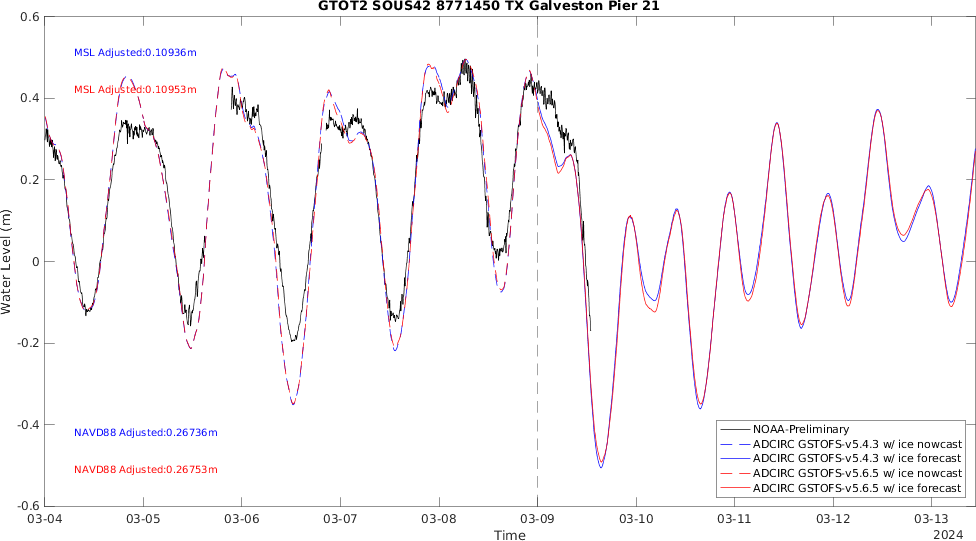 GTOT2 SOUS42 8771450 TX Galveston Pier 21
0.6
0.4
0.2
0
-0.2
-0.4
-0.6
Water Level (m)
MSL Adjusted:0.10936m
MSL Adjusted:0.10953m
NAVD88 Adjusted:0.26736m
NAVD88 Adjusted:0.26753m
NOAA-Preliminary
ADCIRC GSTOFS-v5.4.3 w/ ice nowcast
ADCIRC GSTOFS-v5.4.3 w/ ice forecast
ADCIRC GSTOFS-v5.6.5 w/ ice nowcast
ADCIRC GSTOFS-v5.6.5 w/ ice forecast
03-04 03-05 03-06 03-07 03-08 03-09 03-10 03-11 03-12 03-13
2024
Time